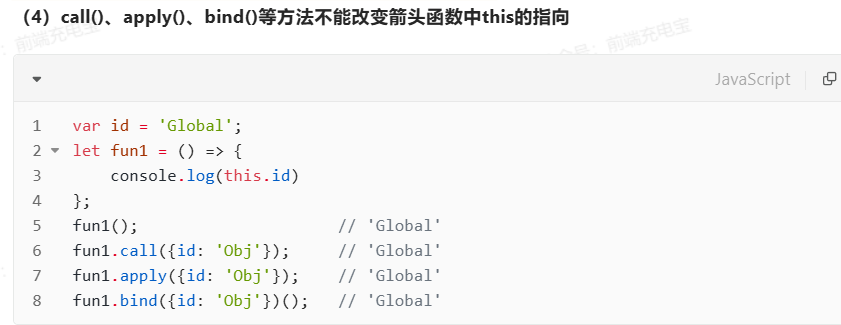 （4）call()、apply()、bind()等方法不能改变箭头函数中this的指向
JavaScript
1 var id = 'Global';
2 let fun1 = () => {
3     console.log(this.id)
4 };
5 fun1();                     // 'Global'
6 fun1.call({id: 'Obj'});     // 'Global'
7 fun1.apply({id: 'Obj'});    // 'Global'
8 fun1.bind({id: 'Obj'})();   // 'Global'
前端充电宝
号：前端充电宝